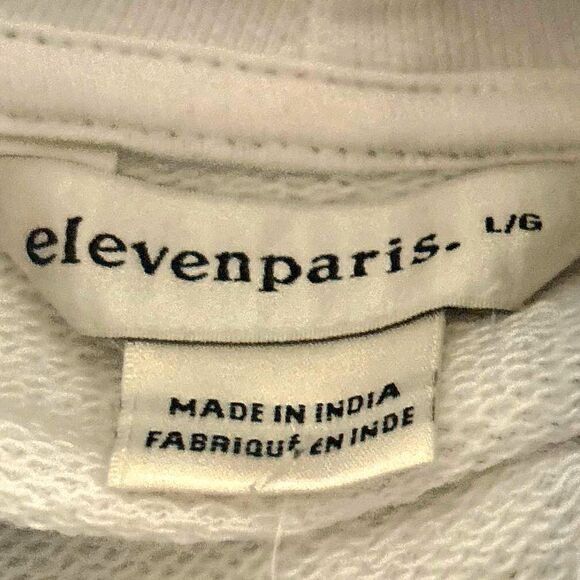 elevenparis. L/G
MADE IN INDIA
FABRIQUÉ EN INDE